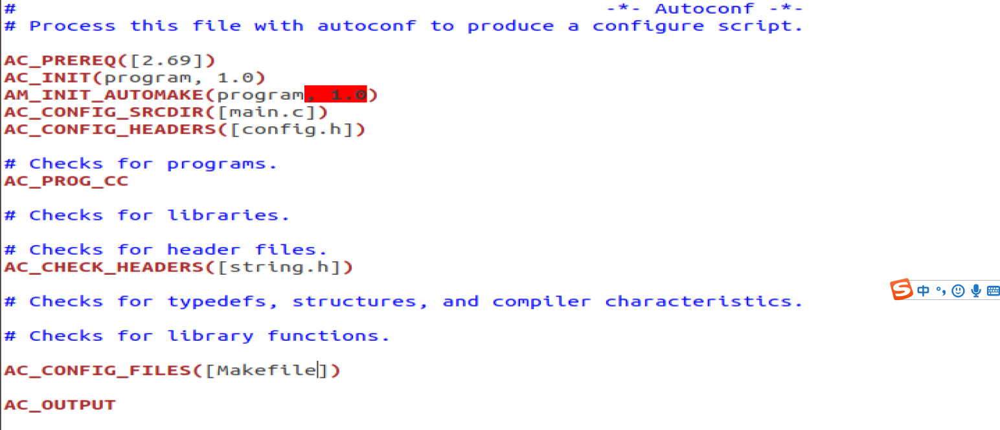 # -*- Autoconf -*-
# Process this file with autoconf to produce a configure script.
AC_PREREQ([2.69])
AC_INIT(program, 1.0)
AM_INIT_AUTOMAKE(program, 1.0)
AC_CONFIG_SRCDIR([main.c])
AC_CONFIG_HEADERS([config.h])
# Checks for programs.
AC_PROG_CC
# Checks for libraries.
# Checks for header files.
AC_CHECK_HEADERS([string.h])
# Checks for typedefs, structures, and compiler characteristics.
中
# Checks for library functions.
AC_CONFIG_FILES([Makefile])
AC_OUTPUT